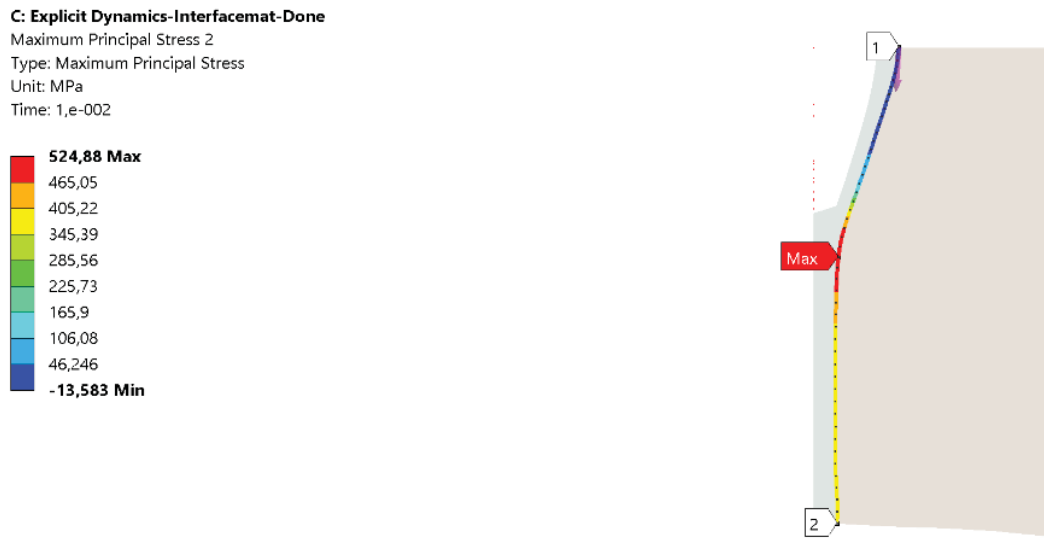 C: Explicit Dynamics-Interfacemat-Done
Maximum Principal Stress 2
Type: Maximum Principal Stress
Unit: MPa
Time: 1,e-002
524,88 Max
465,05
405,22
345,39
285,56
225,73
165,9
106,08
46,246
-13,583 Min
1
Max
2